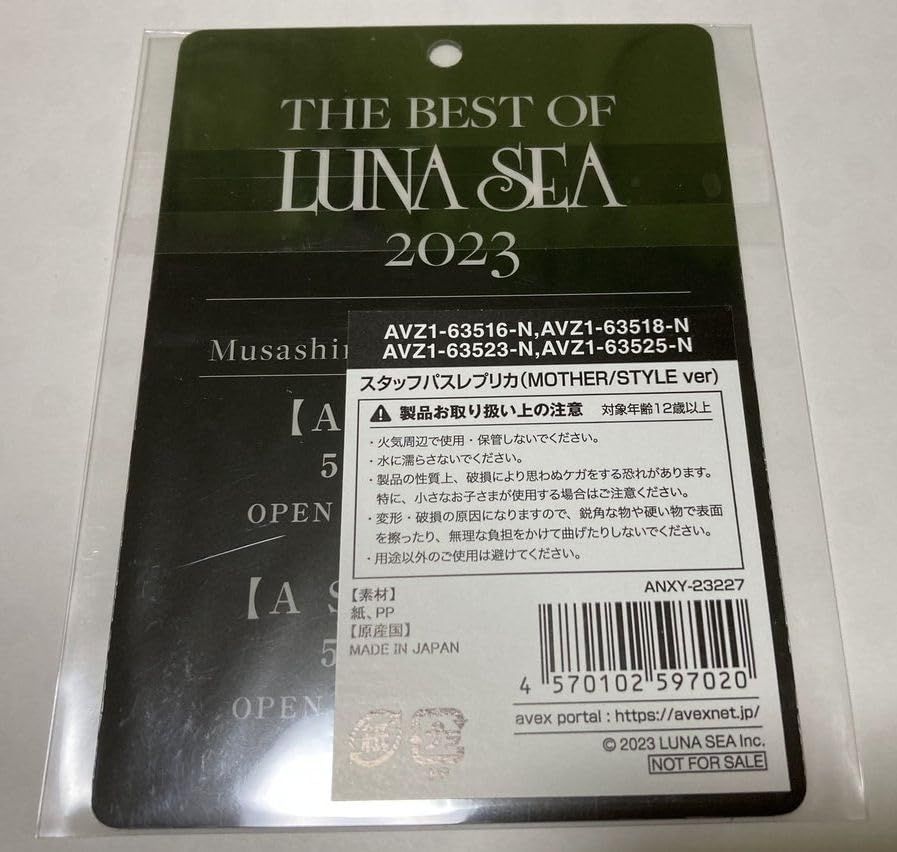 THE BEST OF
LUNA SEA
2023
Musashi
【A
5
OPEN
【A S
5
OPEN
AVZ1-63516-N,AVZ1-63518-N
AVZ1-63523-N,AVZ1-63525-N
スタッフパスレプリカ(MOTHER/STYLE ver)
製品お取り扱い上の注意 対象年齢12歳以上
・火気周辺で使用・保管しないでください。
・水に濡らさないでください。
・製品の性質上、破損により思わぬケガをする恐れがあります。
特に、小さなお子さまが使用する場合はご注意ください。
・変形・破損の原因になりますので、鋭角な物や硬い物で表面
を擦ったり、無理な負担をかけて曲げたりしないでください。
・用途以外のご使用は避けてください。
ANXY-23227
【素材】
紙、PP
【原産国】
MADE IN JAPAN
4 570102 597020
紙
avex portal : https://avexnet.jp/
© 2023 LUNA SEA Inc.
NOT FOR SALE